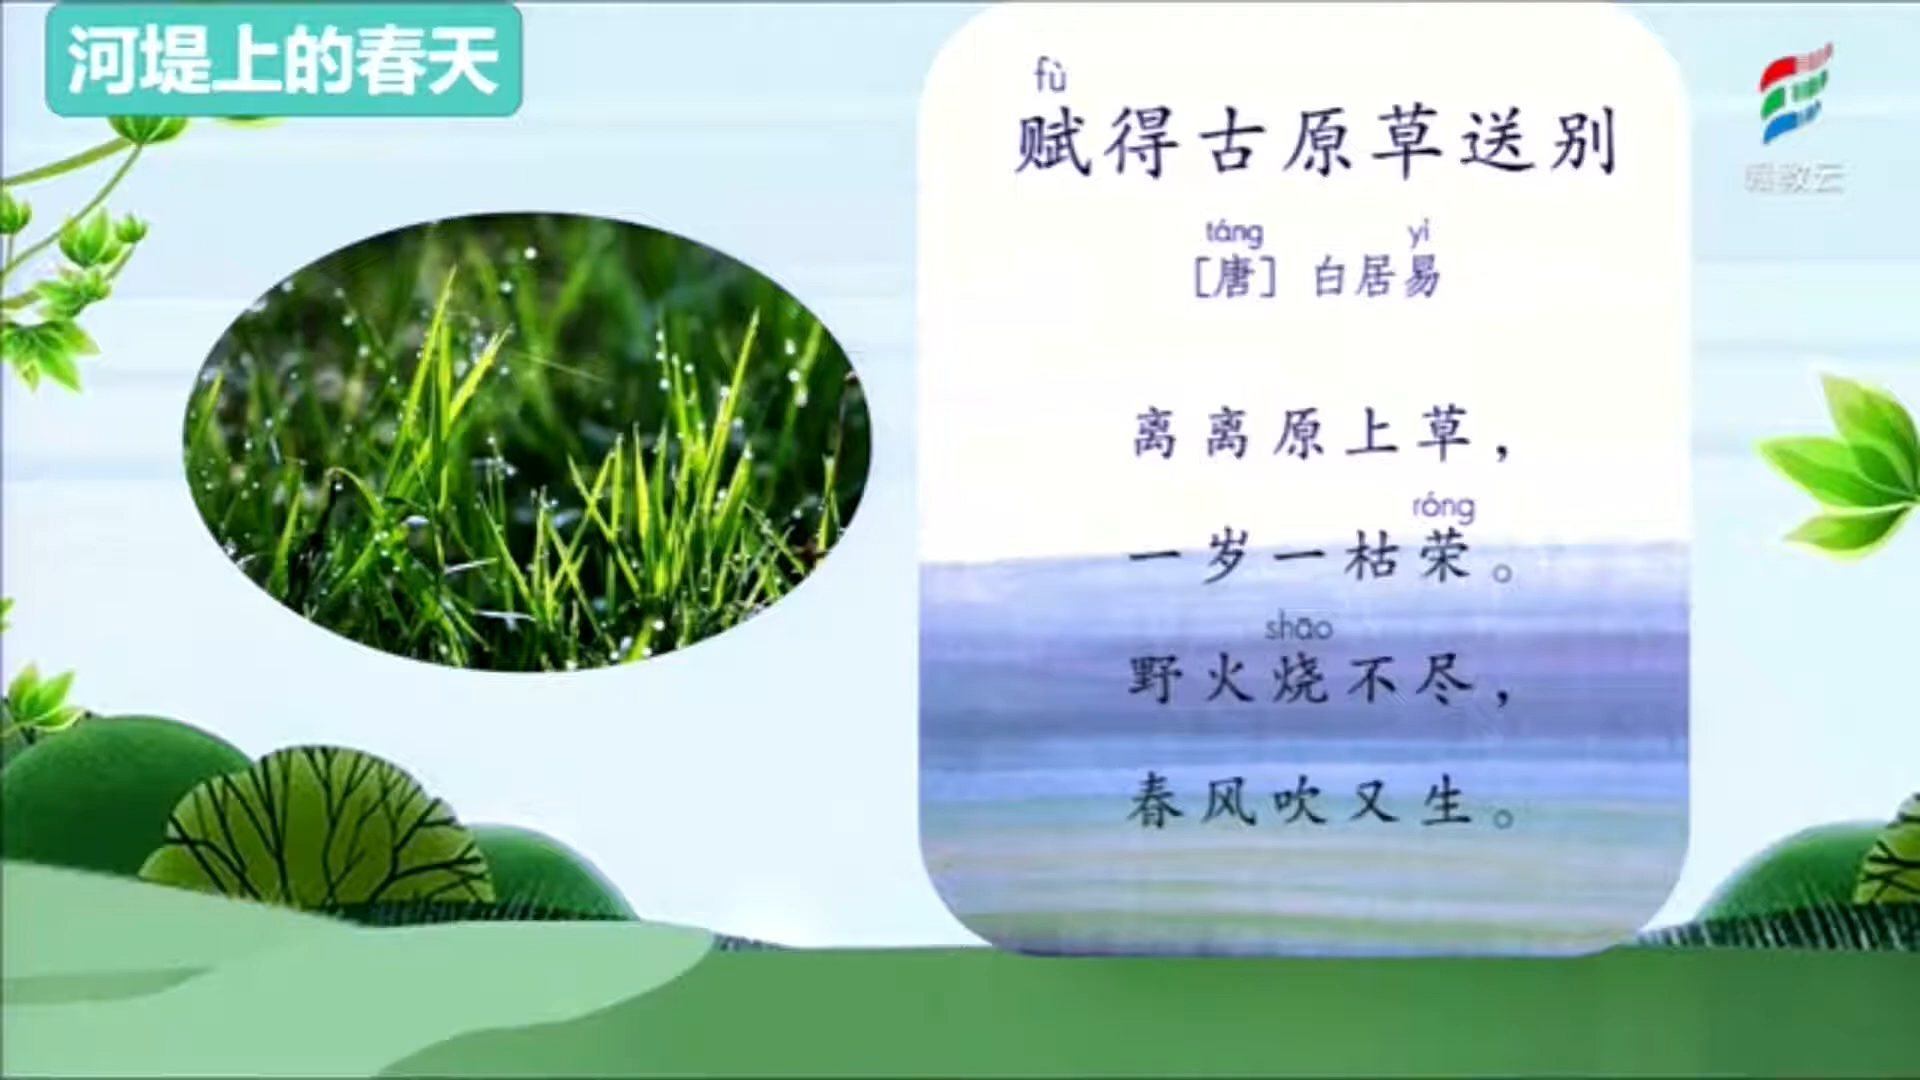 河堤上的春天
fù
赋得古原草送别
táng yì
[唐] 白居易
离离原上草，
róng
一岁一枯荣。
shāo
野火烧不尽，
春风吹又生。